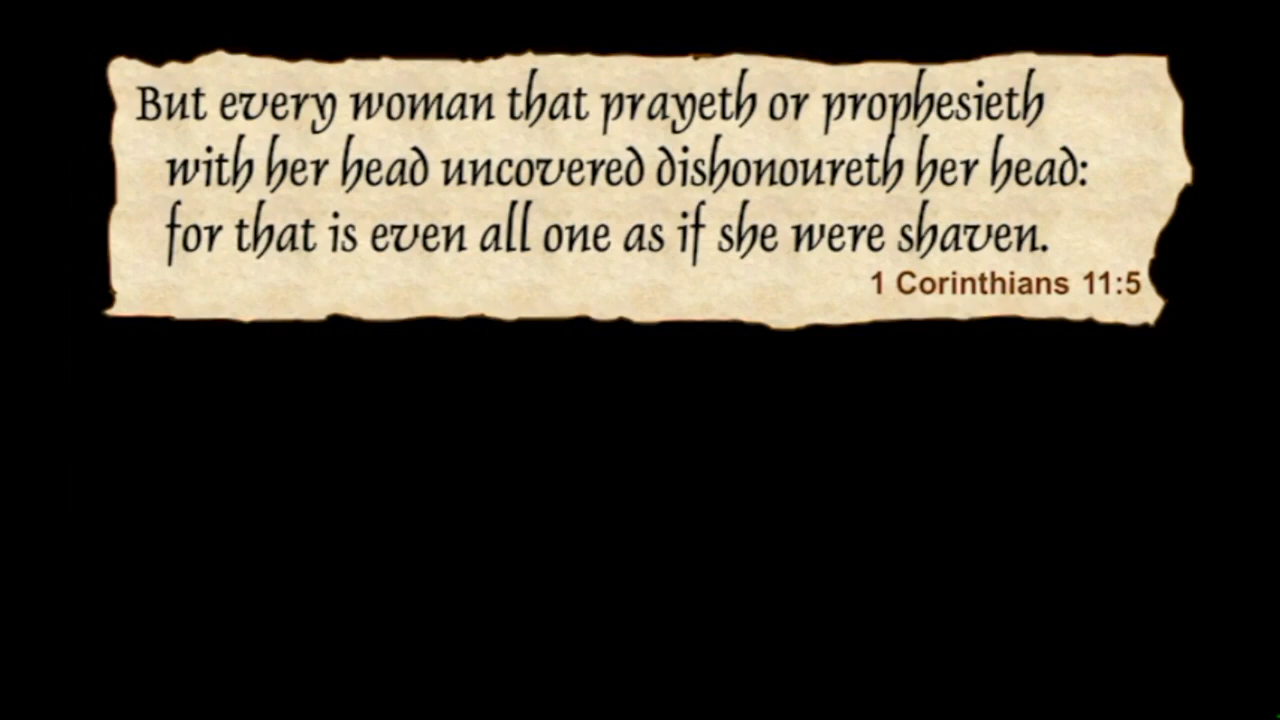 But every woman that prayeth or prophesieth
with her head uncovered dishonoureth her head:
for that is even all one as if she were shaven.
1 Corinthians 11:5